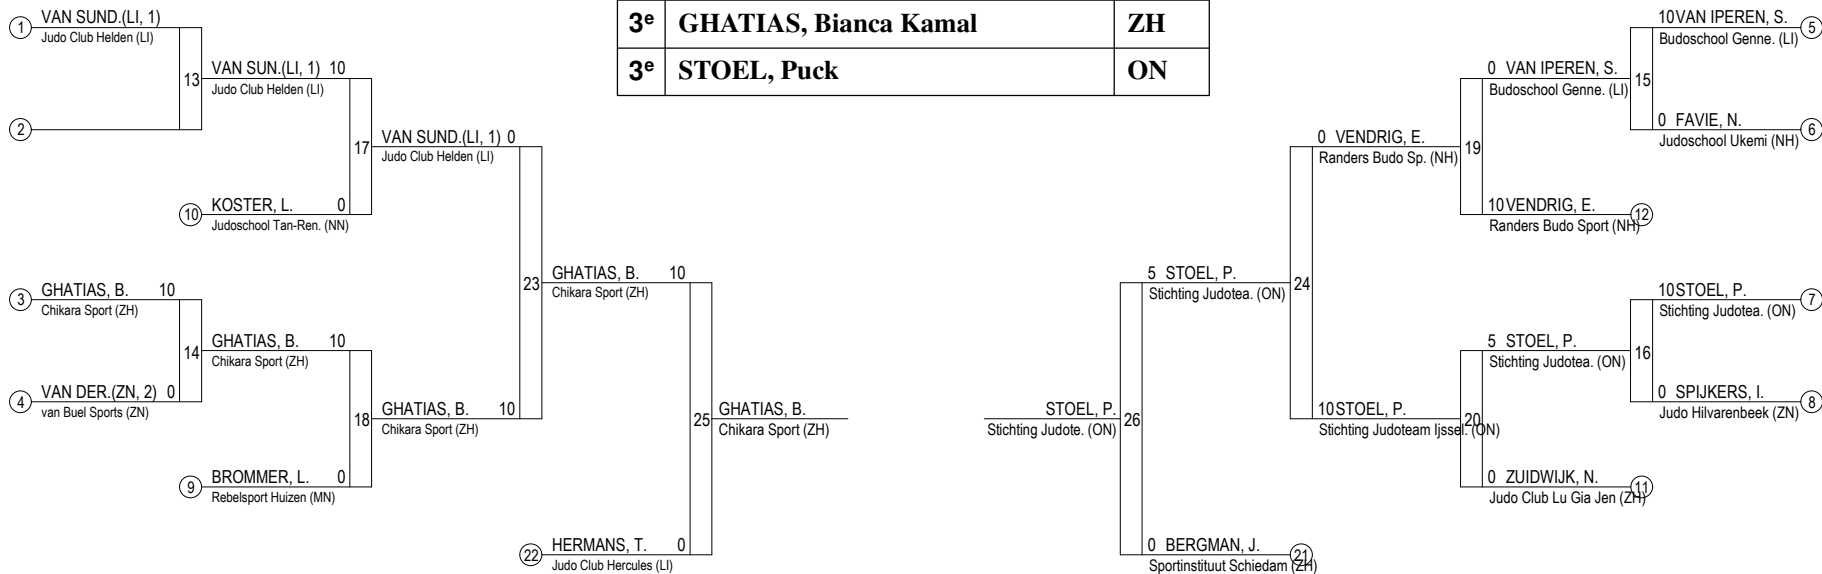 3e GHATIAS, Bianca Kamal ZH
3e STOEL, Puck ON
1 VAN SUND.(LI, 1)
Judo Club Helden (LI)
2
13
VAN SUN.(LI, 1) 10
Judo Club Helden (LI)
10 KOSTER, L. 0
Judoschool Tan-Ren. (NN)
17
VAN SUND.(LI, 1) 0
Judo Club Helden (LI)
3 GHATIAS, B. 10
Chikara Sport (ZH)
14
4 VAN DER.(ZN, 2) 0
van Buel Sports (ZN)
GHATIAS, B. 10
Chikara Sport (ZH)
9 BROMMER, L. 0
Rebelsport Huizen (MN)
18
GHATIAS, B. 10
Chikara Sport (ZH)
23
GHATIAS, B. 10
Chikara Sport (ZH)
22 HERMANS, T. 0
Judo Club Hercules (LI)
25
GHATIAS, B.
Chikara Sport (ZH)
10 VAN IPEREN, S. 5
Budoschool Genne. (LI)
15
0 FAVIE, N. 6
Judoschool Ukemi (NH)
0 VAN IPEREN, S.
Budoschool Genne. (LI)
10 VENDRIG, E. 12
Randers Budo Sport (NH)
19
0 VENDRIG, E.
Randers Budo Sp. (NH)
10 STOEL, P. 7
Stichting Judotea. (ON)
16
0 SPIJKERS, I. 8
Judo Hilvarenbeek (ZN)
5 STOEL, P.
Stichting Judotea. (ON)
0 ZUIDWIJK, N. 11
Judo Club Lu Gia Jen (ZH)
20
10 STOEL, P.
Stichting Judoteam Ijssel. (ON)
24
5 STOEL, P.
Stichting Judotea. (ON)
0 BERGMAN, J. 21
Sportinstituut Schiedam (ZH)
26
STOEL, P.
Stichting Judote. (ON)